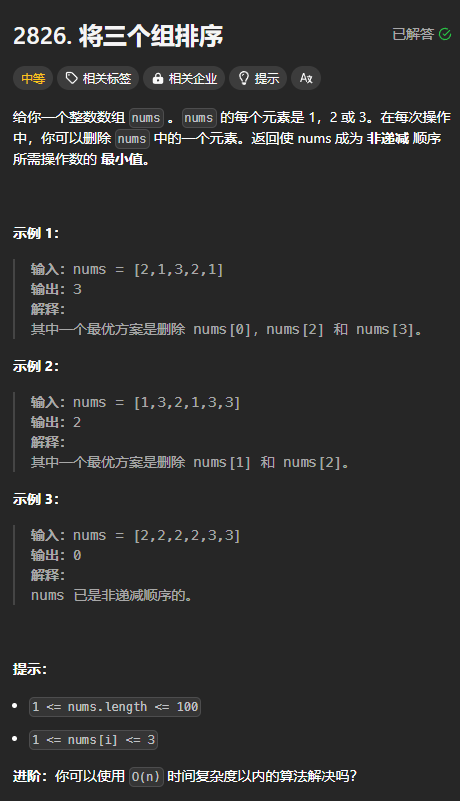 2826. 将三个组排序
已解答
中等 相关标签 相关企业 提示
给你一个整数数组 nums 。nums 的每个元素是 1，2 或 3。在每次操作
中，你可以删除 nums 中的一个元素。返回使 nums 成为 非递减 顺序
所需操作数的 最小值。
示例 1：
输入：nums = [2,1,3,2,1]
输出：3
解释：
其中一个最优方案是删除 nums[0]，nums[2] 和 nums[3]。
示例 2：
输入：nums = [1,3,2,1,3,3]
输出：2
解释：
其中一个最优方案是删除 nums[1] 和 nums[2]。
示例 3：
输入：nums = [2,2,2,2,3,3]
输出：0
解释：
nums 已是非递减顺序的。
提示：
1 <= nums.length <= 100
1 <= nums[i] <= 3
进阶：你可以使用 O(n) 时间复杂度以内的算法解决吗？